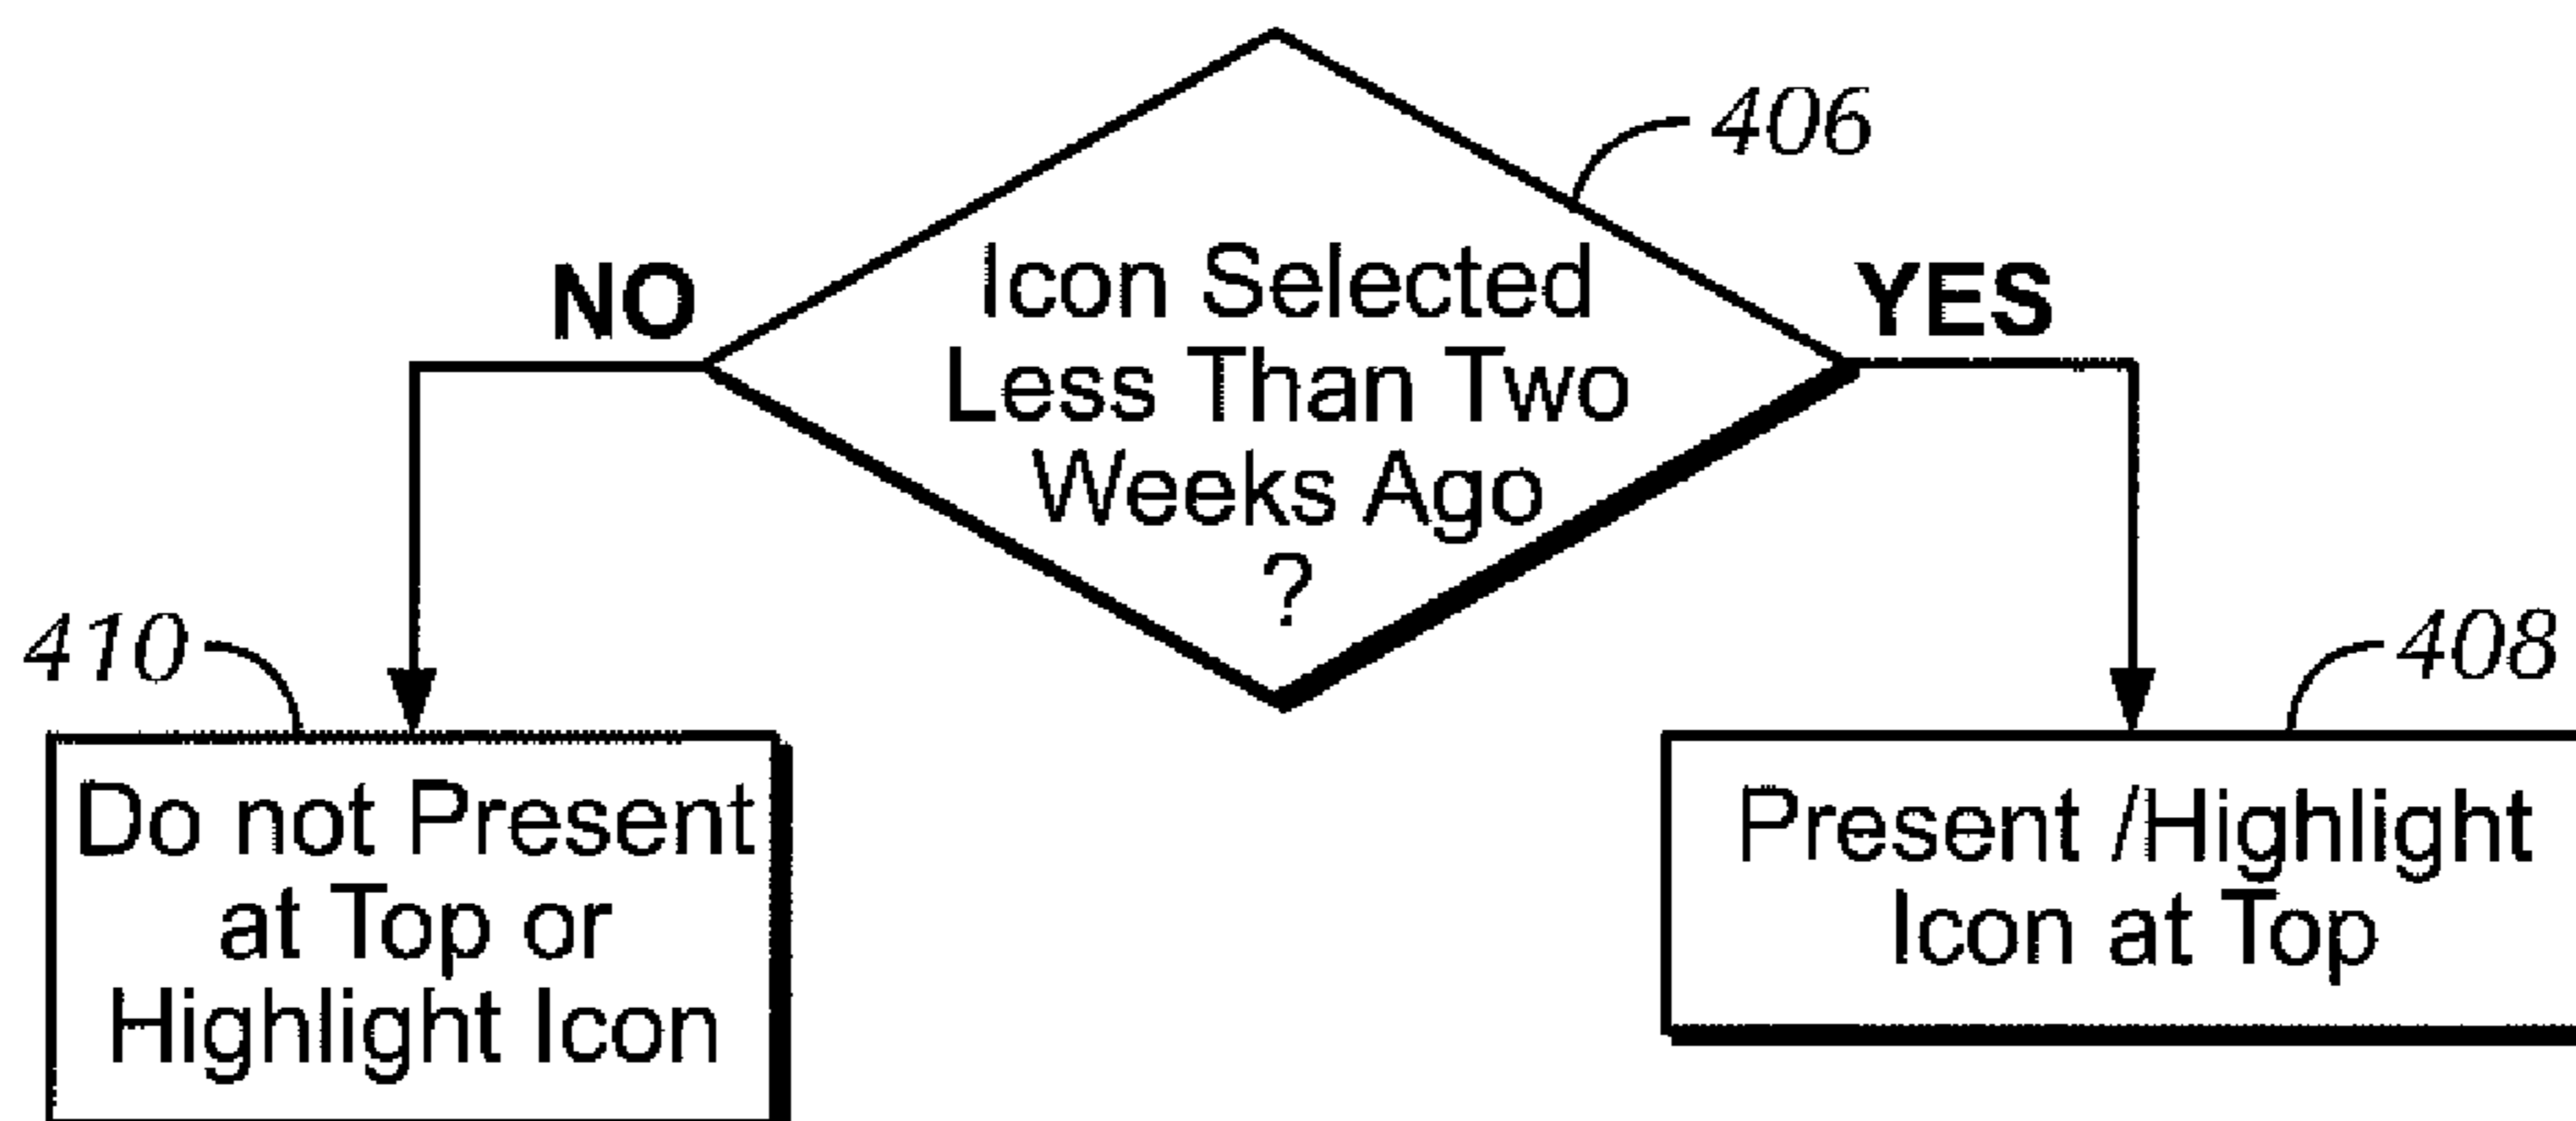 406
Icon Selected
Less Than Two
Weeks Ago
?
NO
YES
410
Do not Present
at Top or
Highlight Icon
408
Present /Highlight
Icon at Top